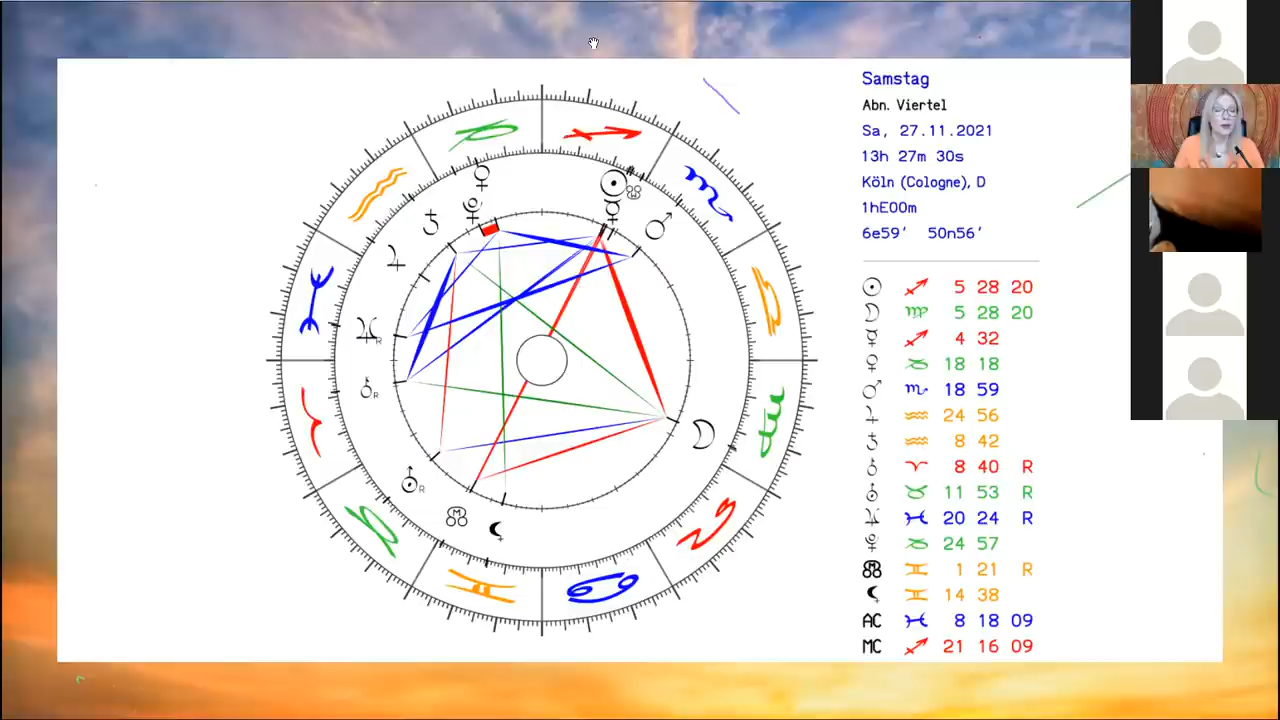 Samstag
Abn. Viertel
Sa, 27.11.2021
13h 27m 30s
Köln (Cologne), D
1hE00m
6e59' 50n56'
☉ ♐ 5 28 20
☽ ♍ 5 28 20
☿ ♐ 4 32
♀ ♑ 18 18
♂ ♏ 18 59
♃ ♒ 24 56
♄ ♒ 8 42
⚷ ♈ 8 40 R
⛢ ♉ 11 53 R
♆ ♓ 20 24 R
♇ ♑ 24 57
☊ ♊ 1 21 R
⚸ ♊ 14 38
AC ♓ 8 18 09
MC ♐ 21 16 09
R
R
R